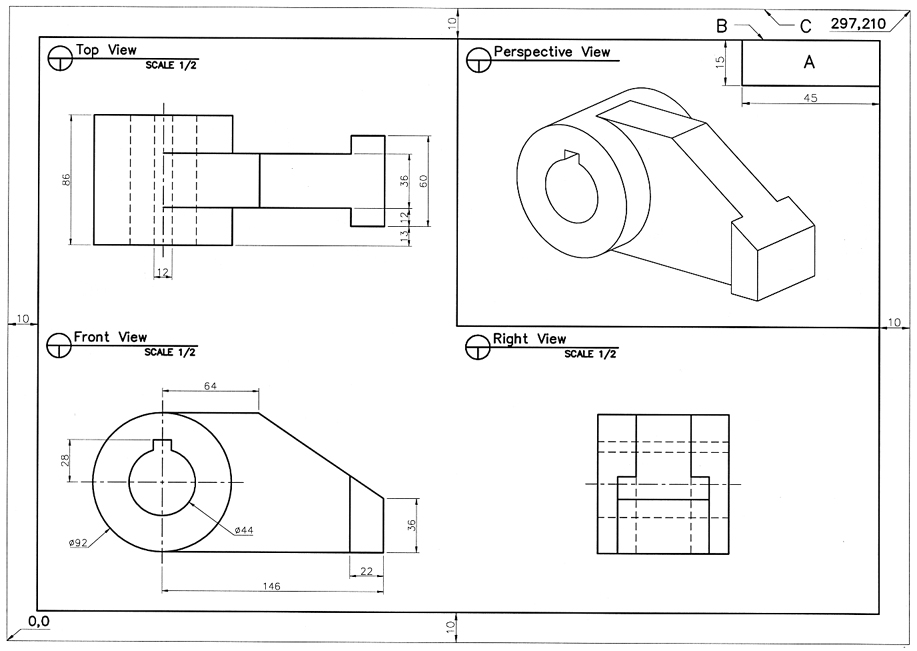 10
B
C
297,210
Top View
SCALE 1/2
Perspective View
15
A
45
86
36
60
12
13
12
10
10
Front View
SCALE 1/2
Right View
SCALE 1/2
64
28
ø44
ø92
36
22
146
0,0
10